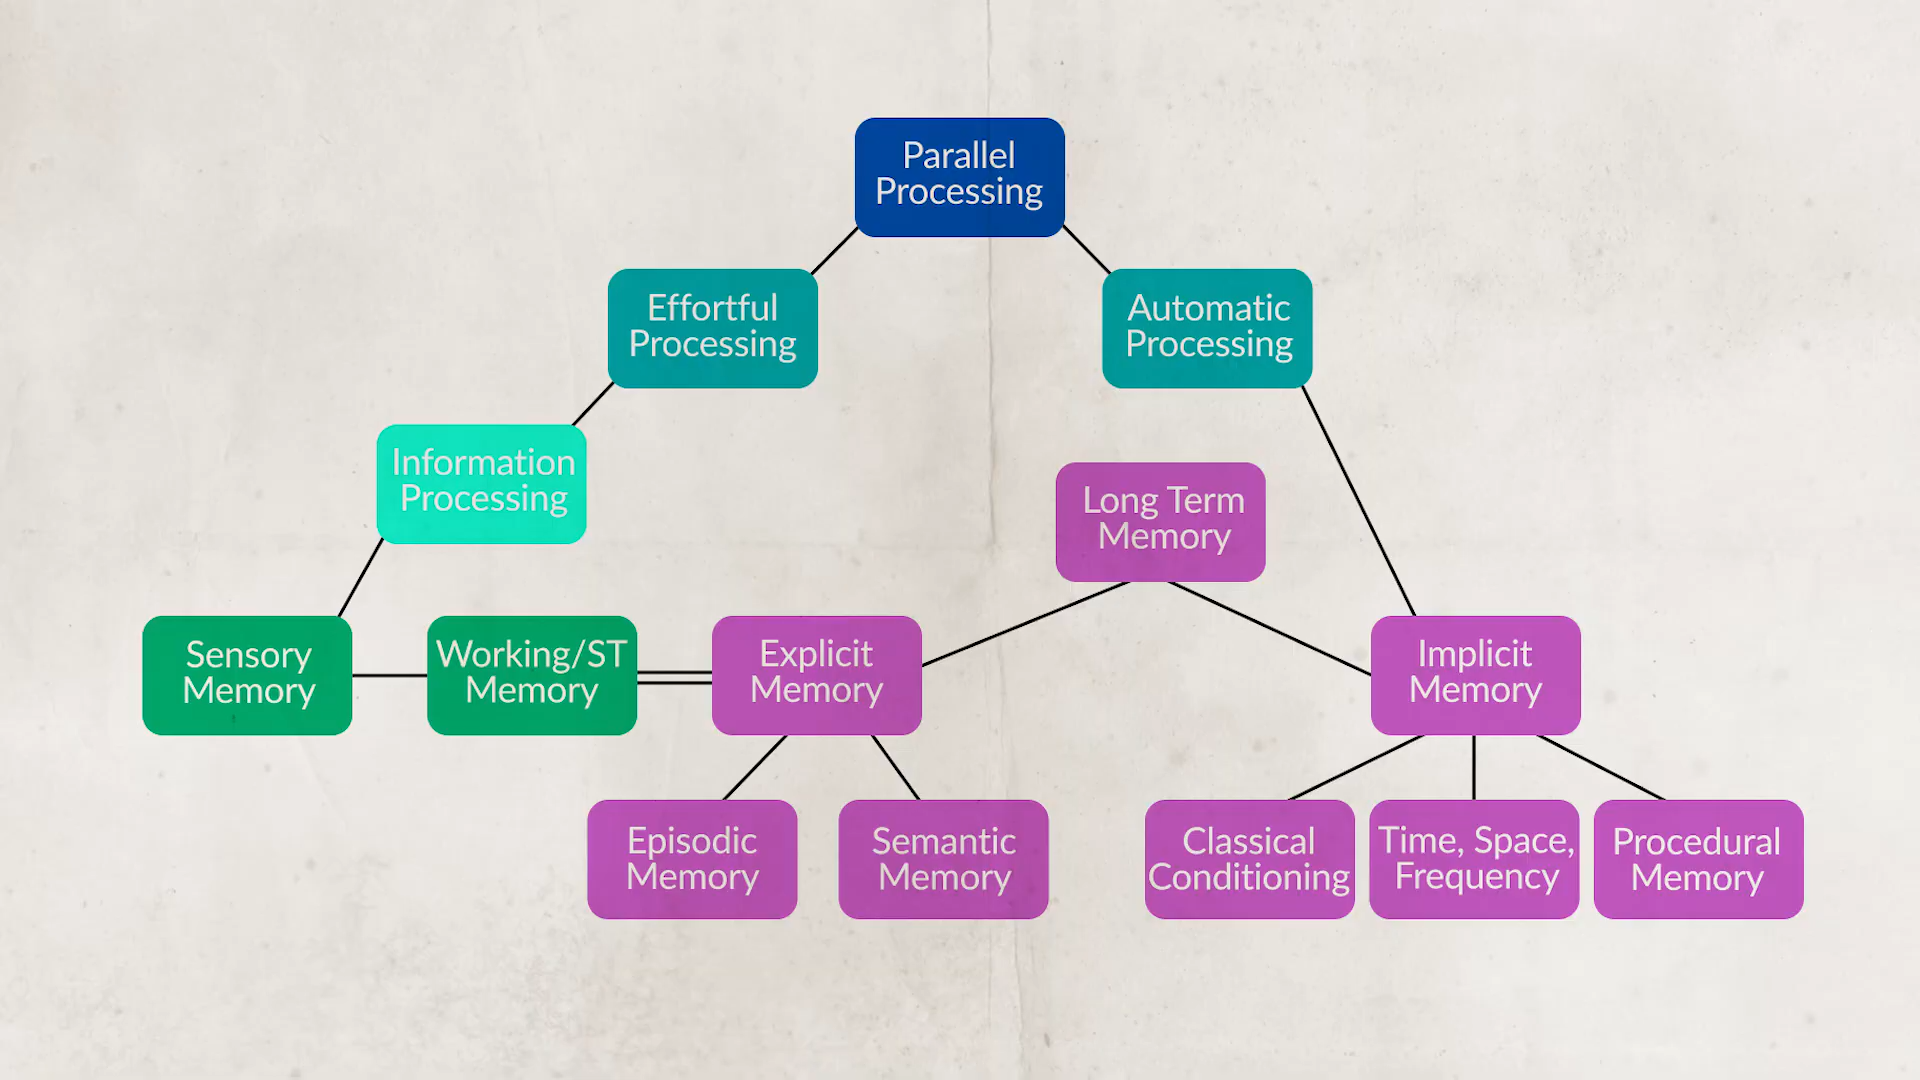 Parallel
Processing
Effortful
Processing
Automatic
Processing
Information
Processing
Long Term
Memory
Sensory
Memory
Working/ST
Memory
Explicit
Memory
Implicit
Memory
Episodic
Memory
Semantic
Memory
Classical
Conditioning
Time, Space,
Frequency
Procedural
Memory